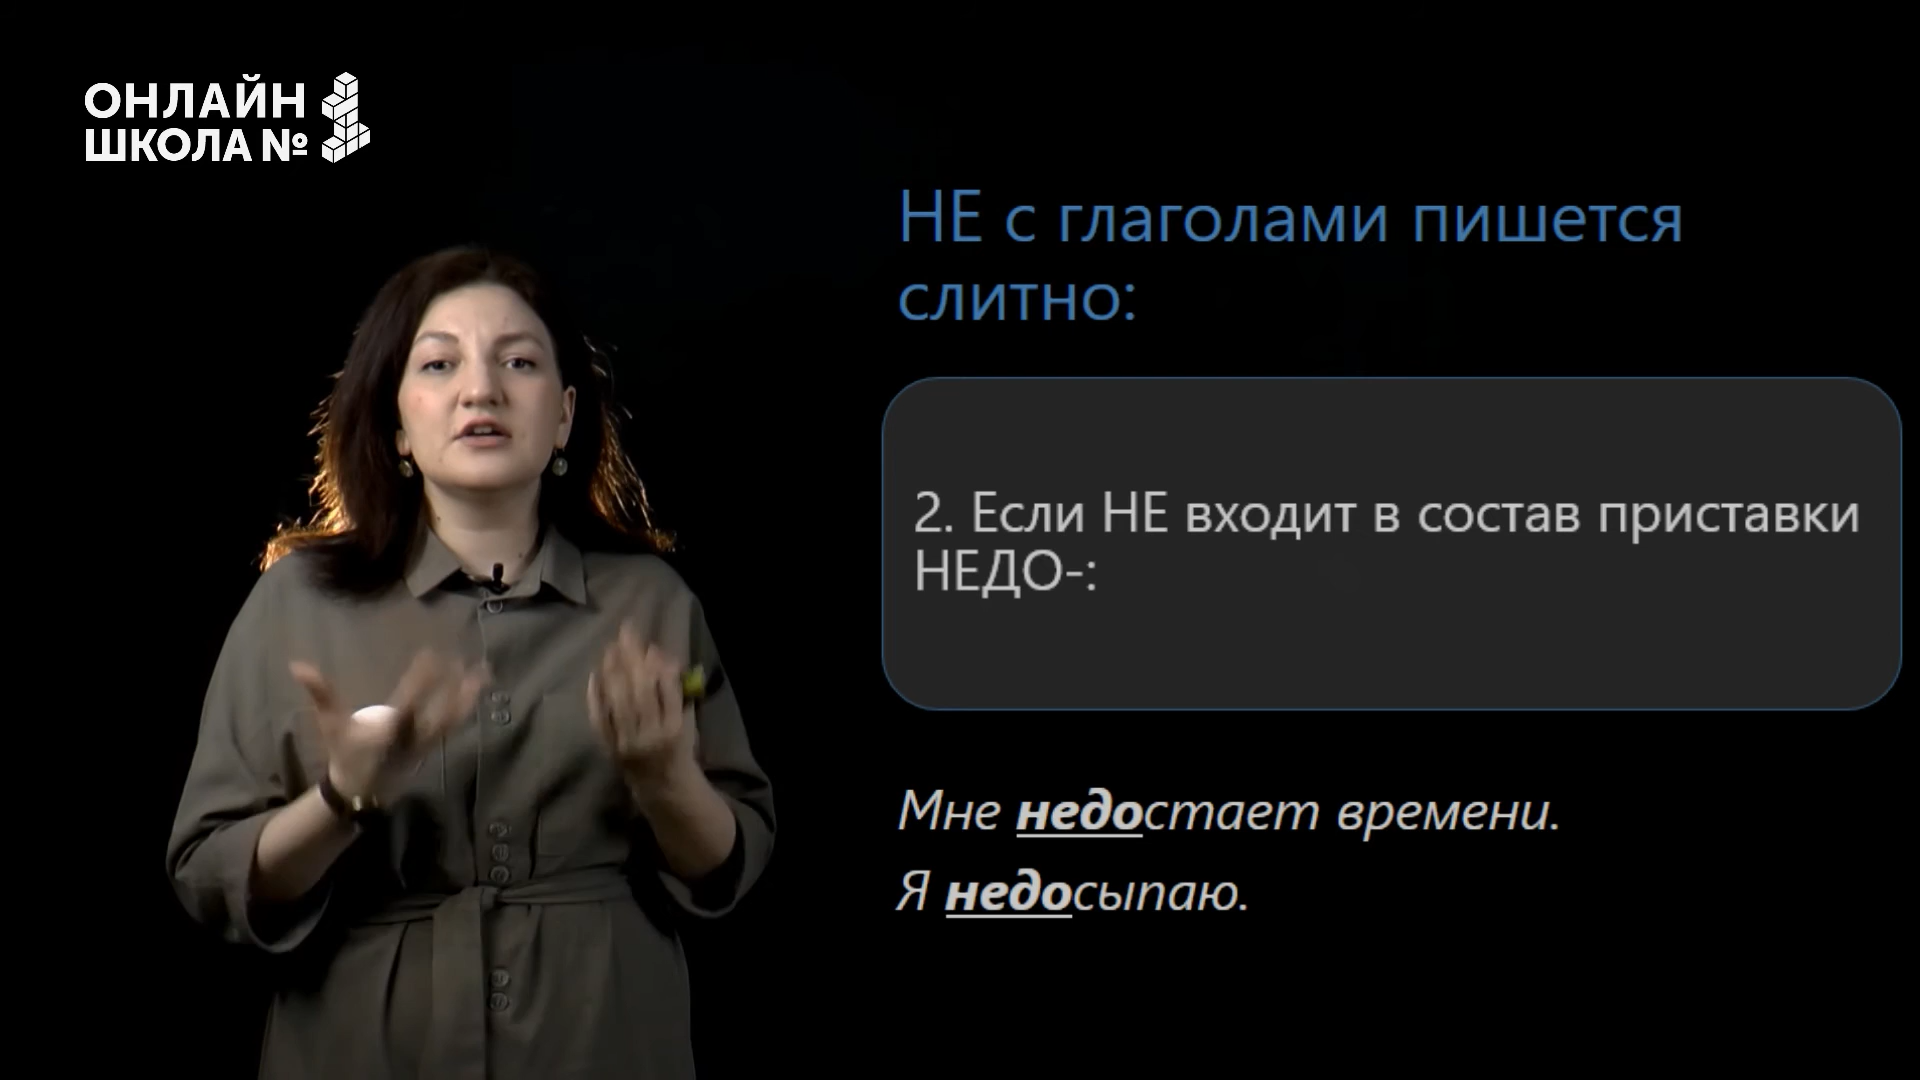 ОНЛАЙН
ШКОЛА №
НЕ с глаголами пишется
слитно:
2. Если НЕ входит в состав приставки
НЕДО-:
Мне недостает времени.
Я недосыпаю.